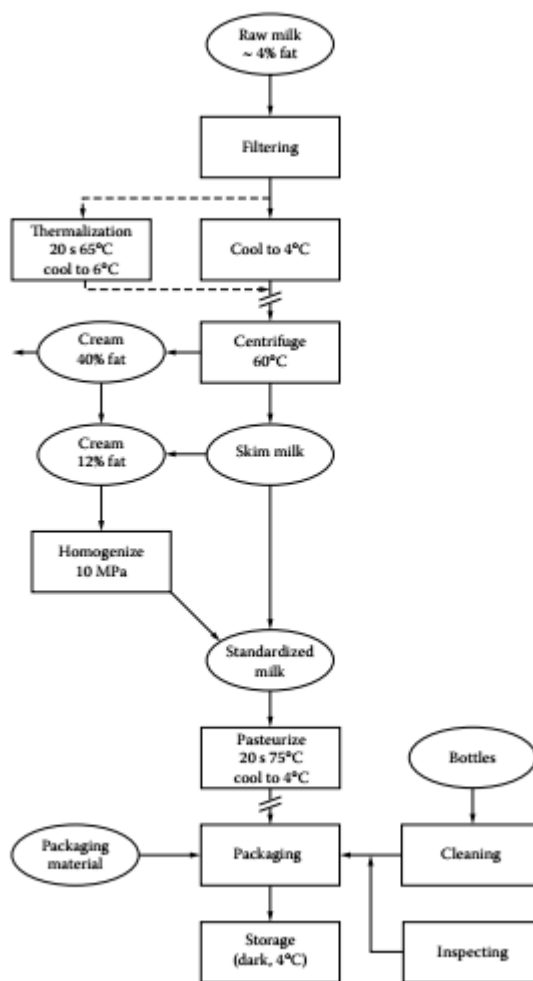 Raw milk
~ 4% fat
Filtering
Thermalization
20 s 65°C
cool to 6°C
Cool to 4°C
Cream
40% fat
Centrifuge
60°C
Cream
12% fat
Skim milk
Homogenize
10 MPa
Standardized
milk
Pasteurize
20 s 75°C
cool to 4°C
Bottles
Packaging
material
Packaging
Cleaning
Storage
(dark, 4°C)
Inspecting